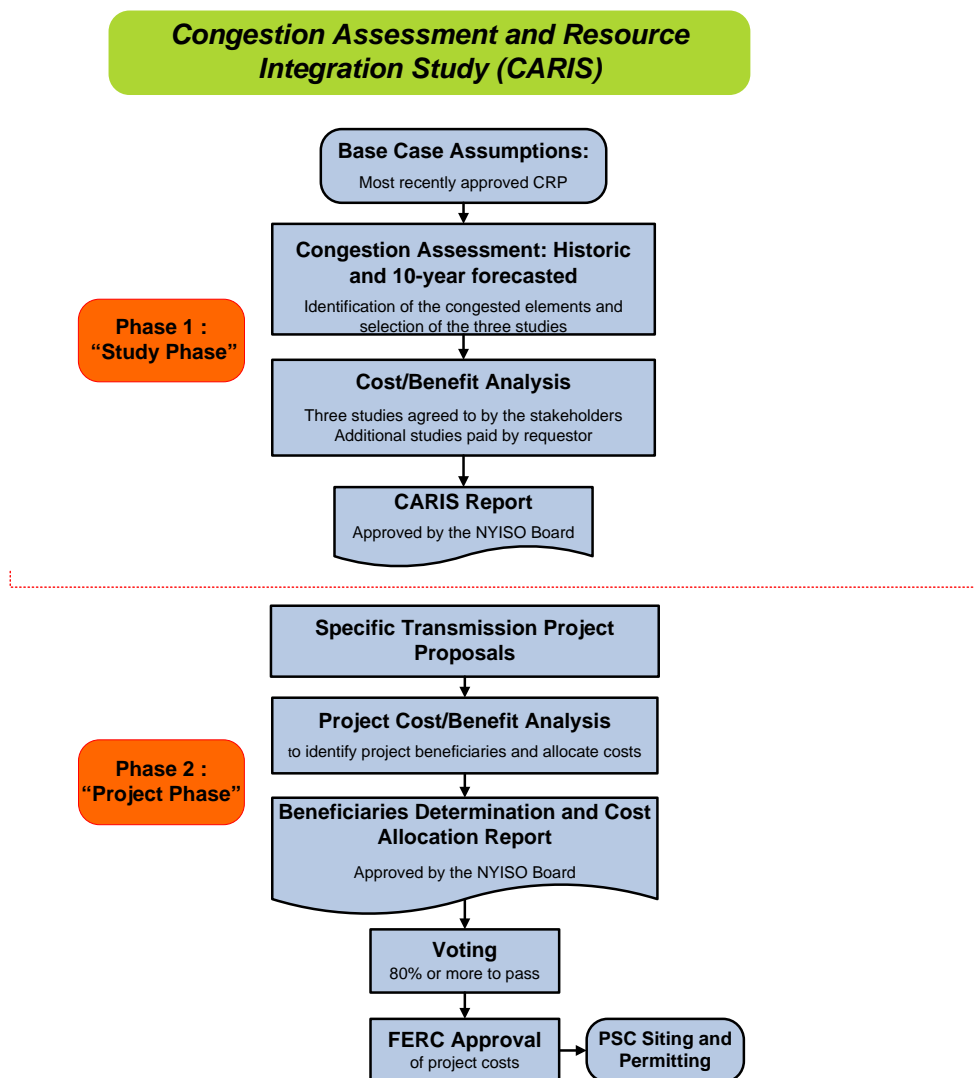 Congestion Assessment and Resource
Integration Study (CARIS)
Base Case Assumptions:
Most recently approved CRP
Congestion Assessment: Historic
and 10-year forecasted
Identification of the congested elements and
selection of the three studies
Phase 1 :
“Study Phase”
Cost/Benefit Analysis
Three studies agreed to by the stakeholders
Additional studies paid by requestor
CARIS Report
Approved by the NYISO Board
Specific Transmission Project
Proposals
Project Cost/Benefit Analysis
to identify project beneficiaries and allocate costs
Phase 2 :
“Project Phase”
Beneficiaries Determination and Cost
Allocation Report
Approved by the NYISO Board
Voting
80% or more to pass
FERC Approval
of project costs
PSC Siting and
Permitting